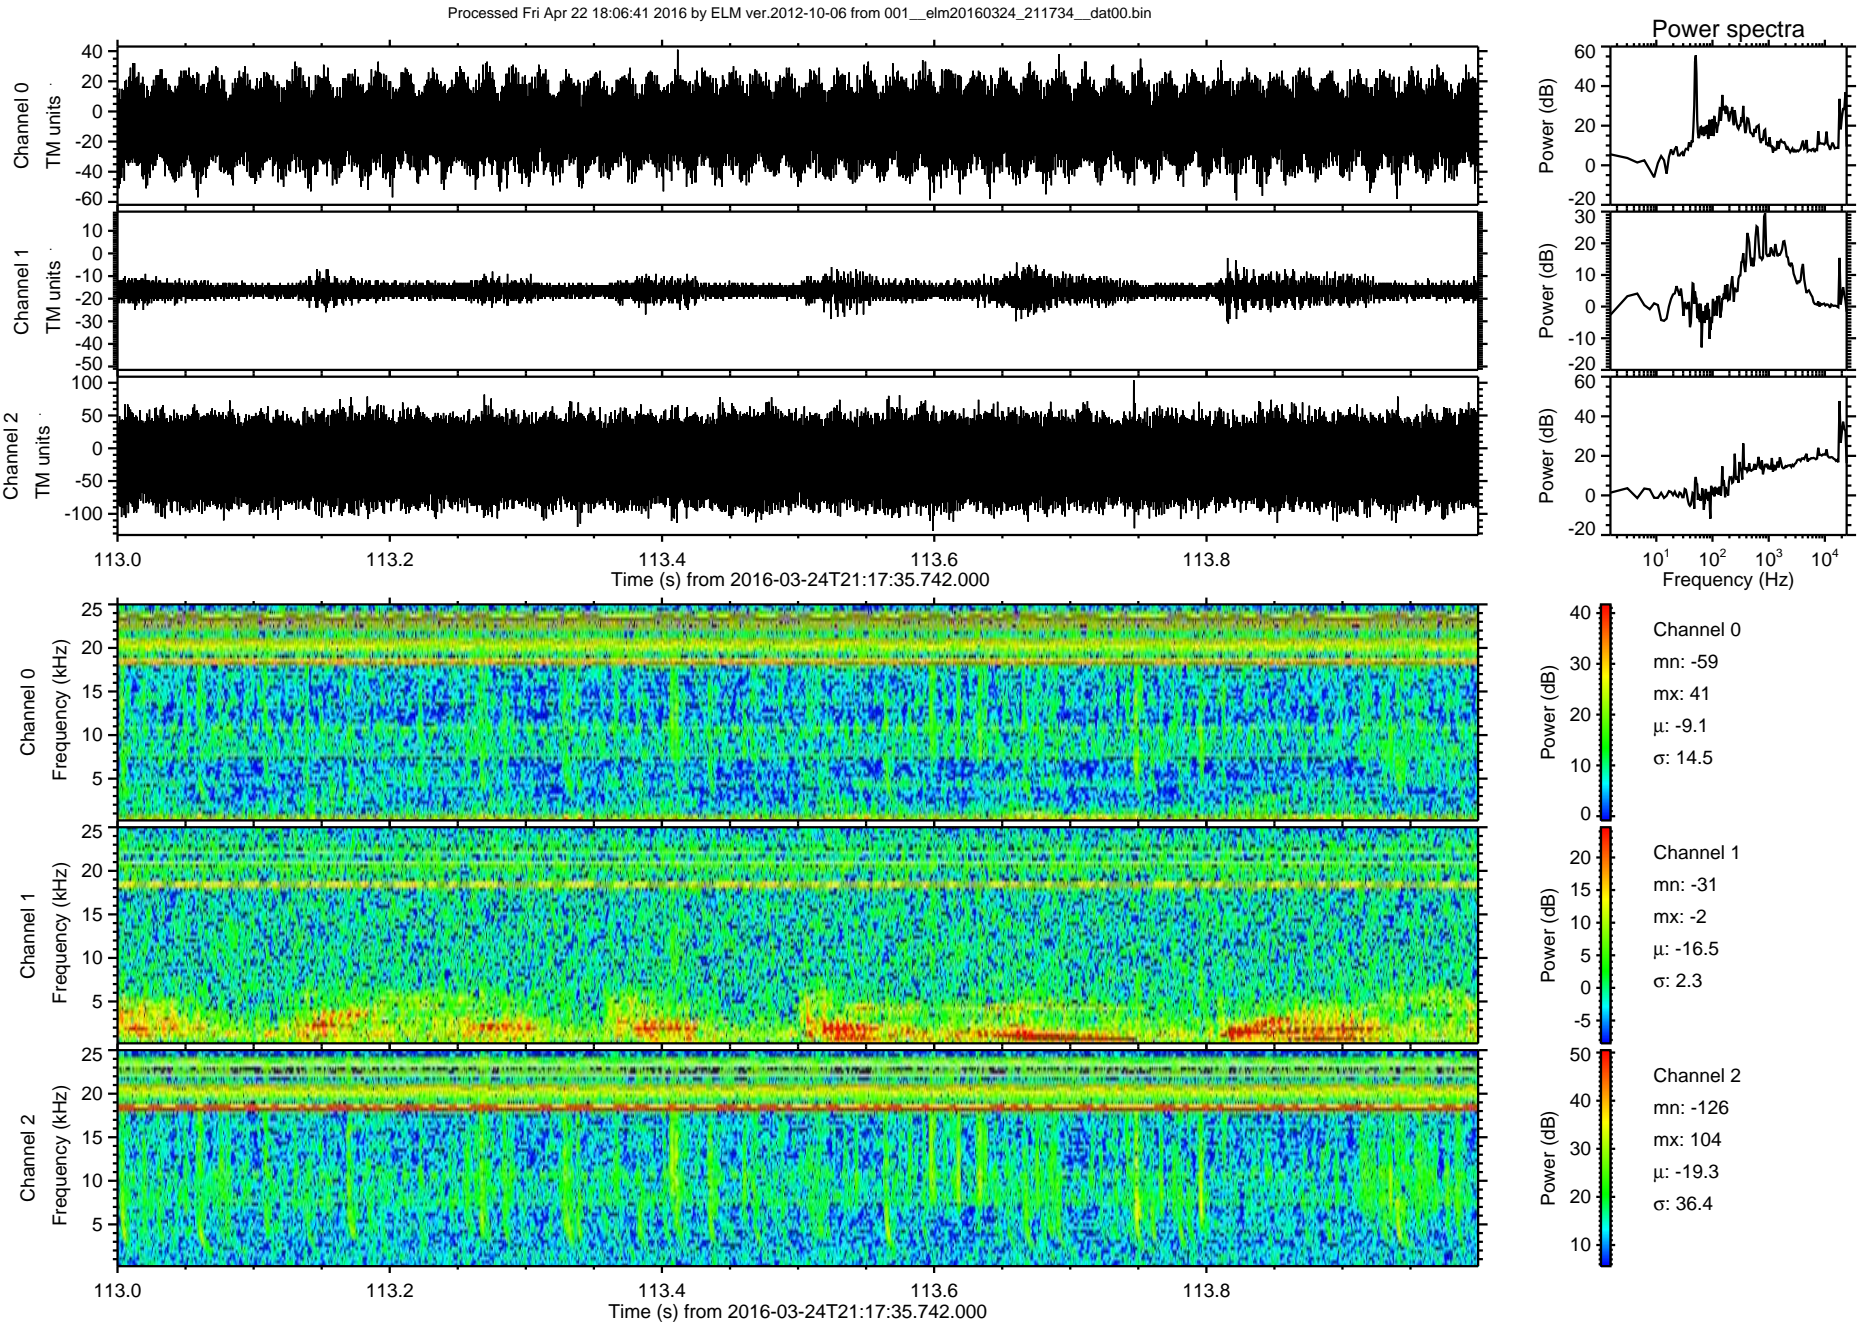 Processed Fri Apr 22 18:06:41 2016 by ELM ver.2012-10-06 from 001__elm20160324_211734__dat00.bin
Power spectra
Channel 0
TM units
40
20
0
-20
-40
-60
Power (dB)
60
40
20
0
-20
Channel 1
TM units
10
0
-10
-20
-30
-40
-50
Power (dB)
30
20
10
0
-10
-20
Channel 2
TM units
100
50
0
-50
-100
Power (dB)
60
40
20
0
-20
113.0 113.2 113.4 113.6 113.8
Time (s) from 2016-03-24T21:17:35.742.000
10^1 10^2 10^3 10^4
Frequency (Hz)
Channel 0
Frequency (kHz)
25
20
15
10
5
Power (dB)
40
30
20
10
0
Channel 0
mn: -59
mx: 41
μ: -9.1
σ: 14.5
Channel 1
Frequency (kHz)
25
20
15
10
5
Power (dB)
20
15
10
5
0
-5
Channel 1
mn: -31
mx: -2
μ: -16.5
σ: 2.3
Channel 2
Frequency (kHz)
25
20
15
10
5
Power (dB)
50
40
30
20
10
Channel 2
mn: -126
mx: 104
μ: -19.3
σ: 36.4
113.0 113.2 113.4 113.6 113.8
Time (s) from 2016-03-24T21:17:35.742.000